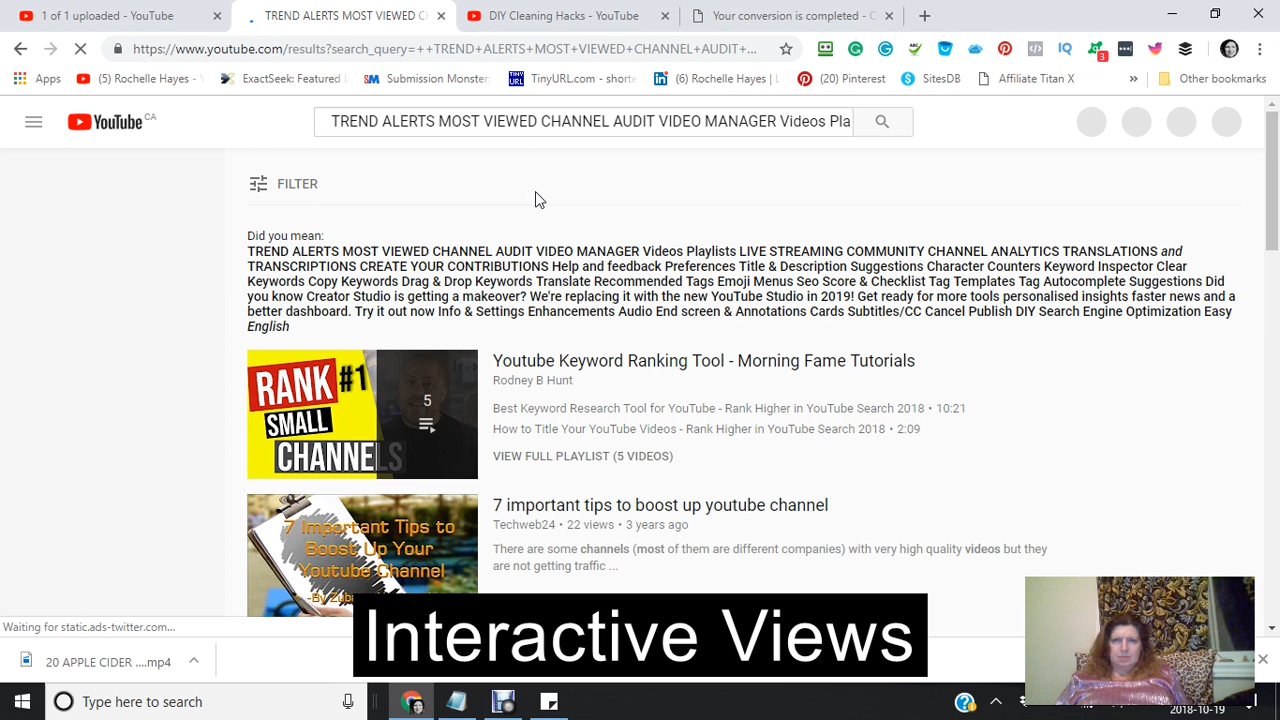 1 of 1 uploaded - YouTube
TREND ALERTS MOST VIEWED C
DIY Cleaning Hacks - YouTube
Your conversion is completed - C
https://www.youtube.com/results?search_query=++TREND+ALERTS+MOST+VIEWED+CHANNEL+AUDIT+...
3
Apps
(5) Rochelle Hayes -
ExactSeek: Featured
Submission Monster
TINY URL
TinyURL.com - shorte
(6) Rochelle Hayes |
(20) Pinterest
SitesDB
Affiliate Titan X
»
Other bookmarks
YouTube CA
TREND ALERTS MOST VIEWED CHANNEL AUDIT VIDEO MANAGER Videos Pla
FILTER
Did you mean:
TREND ALERTS MOST VIEWED CHANNEL AUDIT VIDEO MANAGER Videos Playlists LIVE STREAMING COMMUNITY CHANNEL ANALYTICS TRANSLATIONS and
TRANSCRIPTIONS CREATE YOUR CONTRIBUTIONS Help and feedback Preferences Title & Description Suggestions Character Counters Keyword Inspector Clear
Keywords Copy Keywords Drag & Drop Keywords Translate Recommended Tags Emoji Menus Seo Score & Checklist Tag Templates Tag Autocomplete Suggestions Did
you know Creator Studio is getting a makeover? We're replacing it with the new YouTube Studio in 2019! Get ready for more tools personalised insights faster news and a
better dashboard. Try it out now Info & Settings Enhancements Audio End screen & Annotations Cards Subtitles/CC Cancel Publish DIY Search Engine Optimization Easy
English
RANK #1
SMALL
CHANNELS
5
Youtube Keyword Ranking Tool - Morning Fame Tutorials
Rodney B Hunt
Best Keyword Research Tool for YouTube - Rank Higher in YouTube Search 2018 • 10:21
How to Title Your YouTube Videos - Rank Higher in YouTube Search 2018 • 2:09
VIEW FULL PLAYLIST (5 VIDEOS)
7 Important Tips to
Boost Up Your
Youtube Channel
7 important tips to boost up youtube channel
Techweb24 • 22 views • 3 years ago
There are some channels (most of them are different companies) with very high quality videos but they
are not getting traffic ...
Waiting for static.ads-twitter.com...
Interactive Views
20 APPLE CIDER ....mp4
Type here to search
2018-10-19